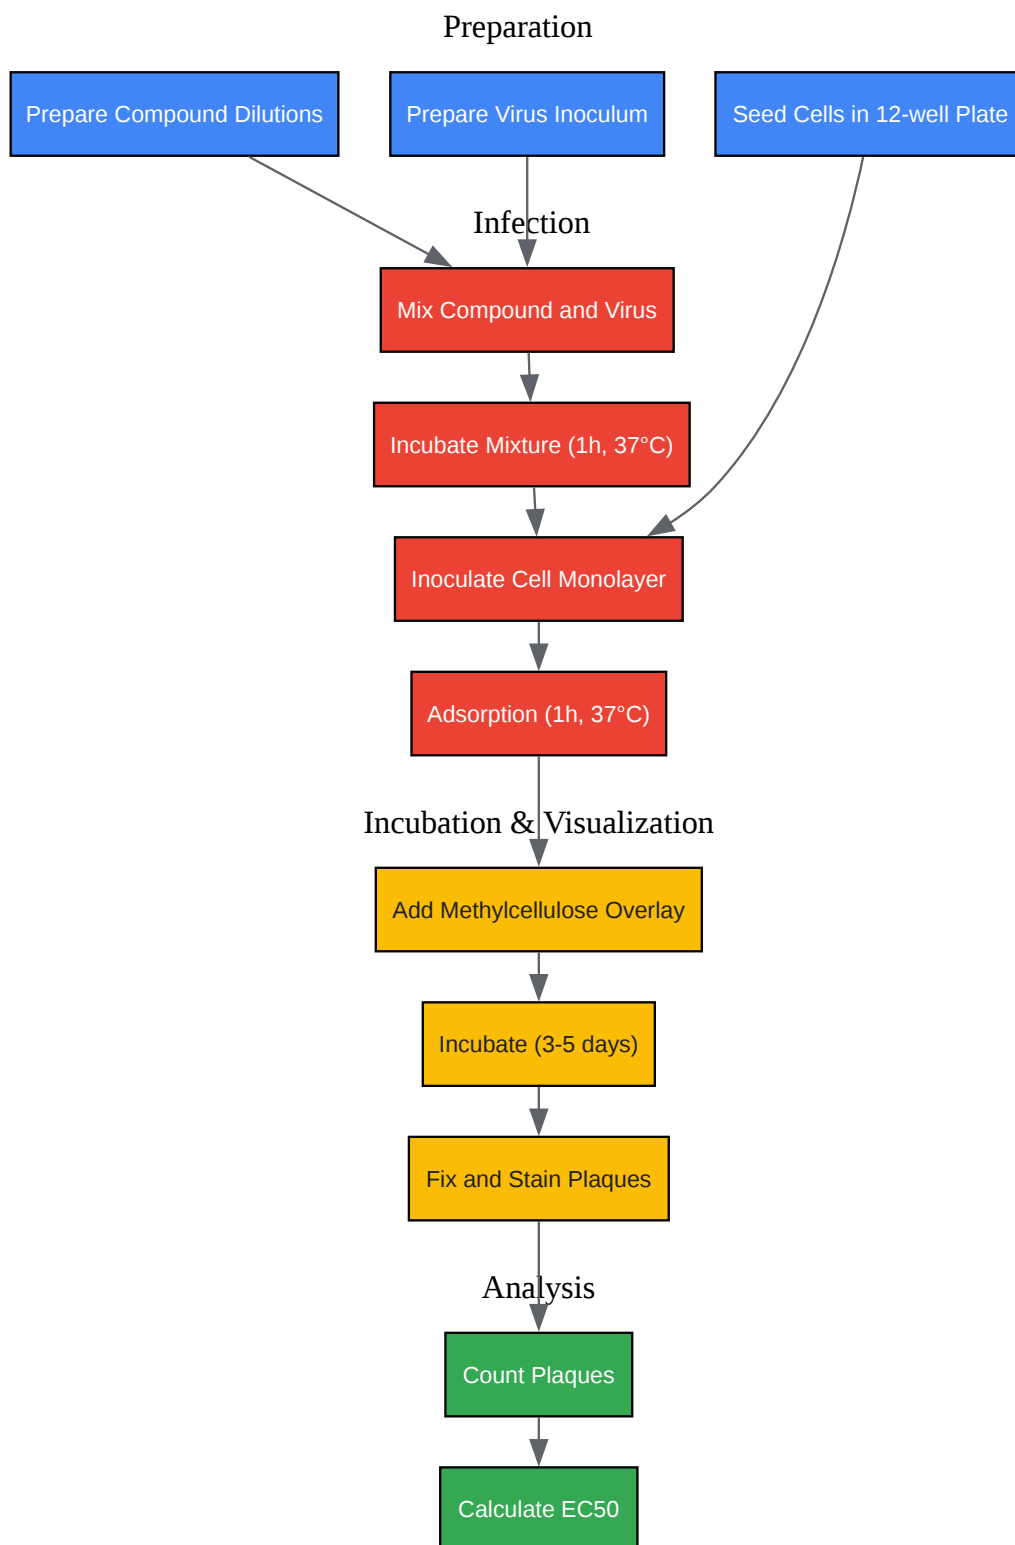 Preparation
Prepare Compound Dilutions
Prepare Virus Inoculum
Seed Cells in 12-well Plate
Infection
Mix Compound and Virus
Incubate Mixture (1h, 37°C)
Inoculate Cell Monolayer
Adsorption (1h, 37°C)
Incubation & Visualization
Add Methylcellulose Overlay
Incubate (3-5 days)
Fix and Stain Plaques
Analysis
Count Plaques
Calculate EC50